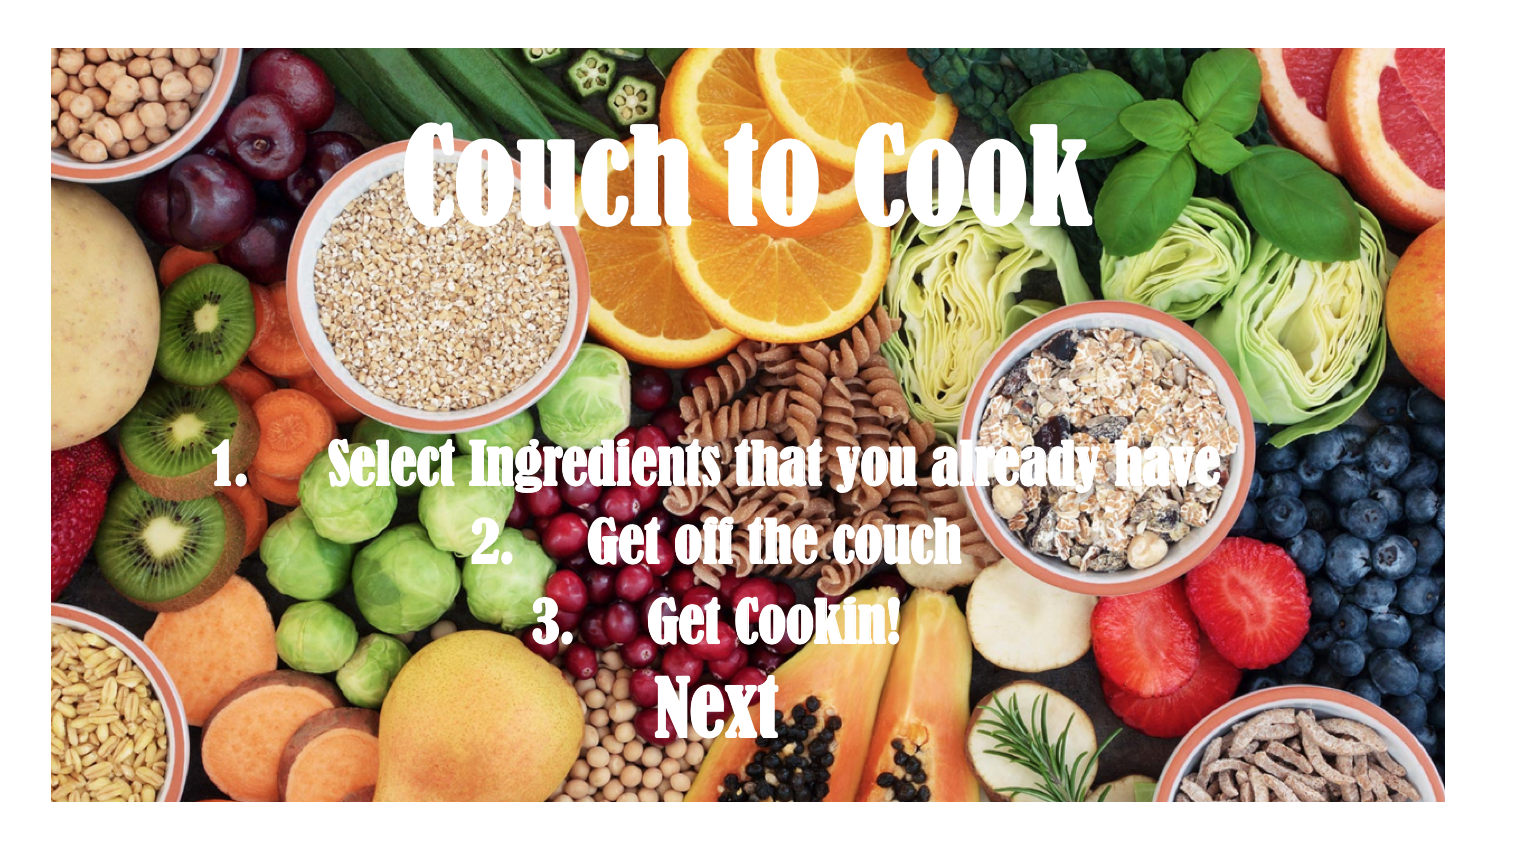 Couch to Cook
1. Select Ingredients that you already have
2. Get off the couch
3. Get Cookin!
Next